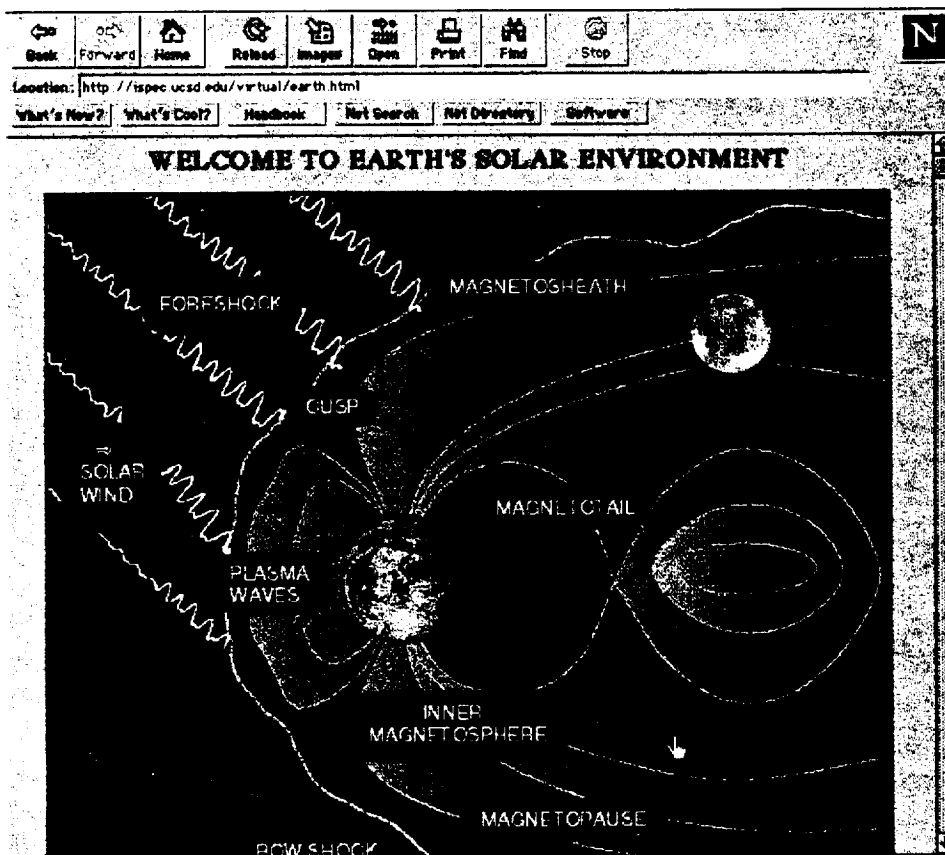 Back Forward Home Reload Images Open Print Find Stop
N
Location: http://ispec.ucsd.edu/virtual/earth.html
What's New? What's Cool? Handbook Net Search Net Directory Software
WELCOME TO EARTH'S SOLAR ENVIRONMENT
MAGNETOSHEATH
FORESHOCK
CUSP
⇒
SOLAR
WIND
MAGNETOTAIL
PLASMA
WAVES
INNER
MAGNETOSPHERE
MAGNETOPAUSE
BOW SHOCK